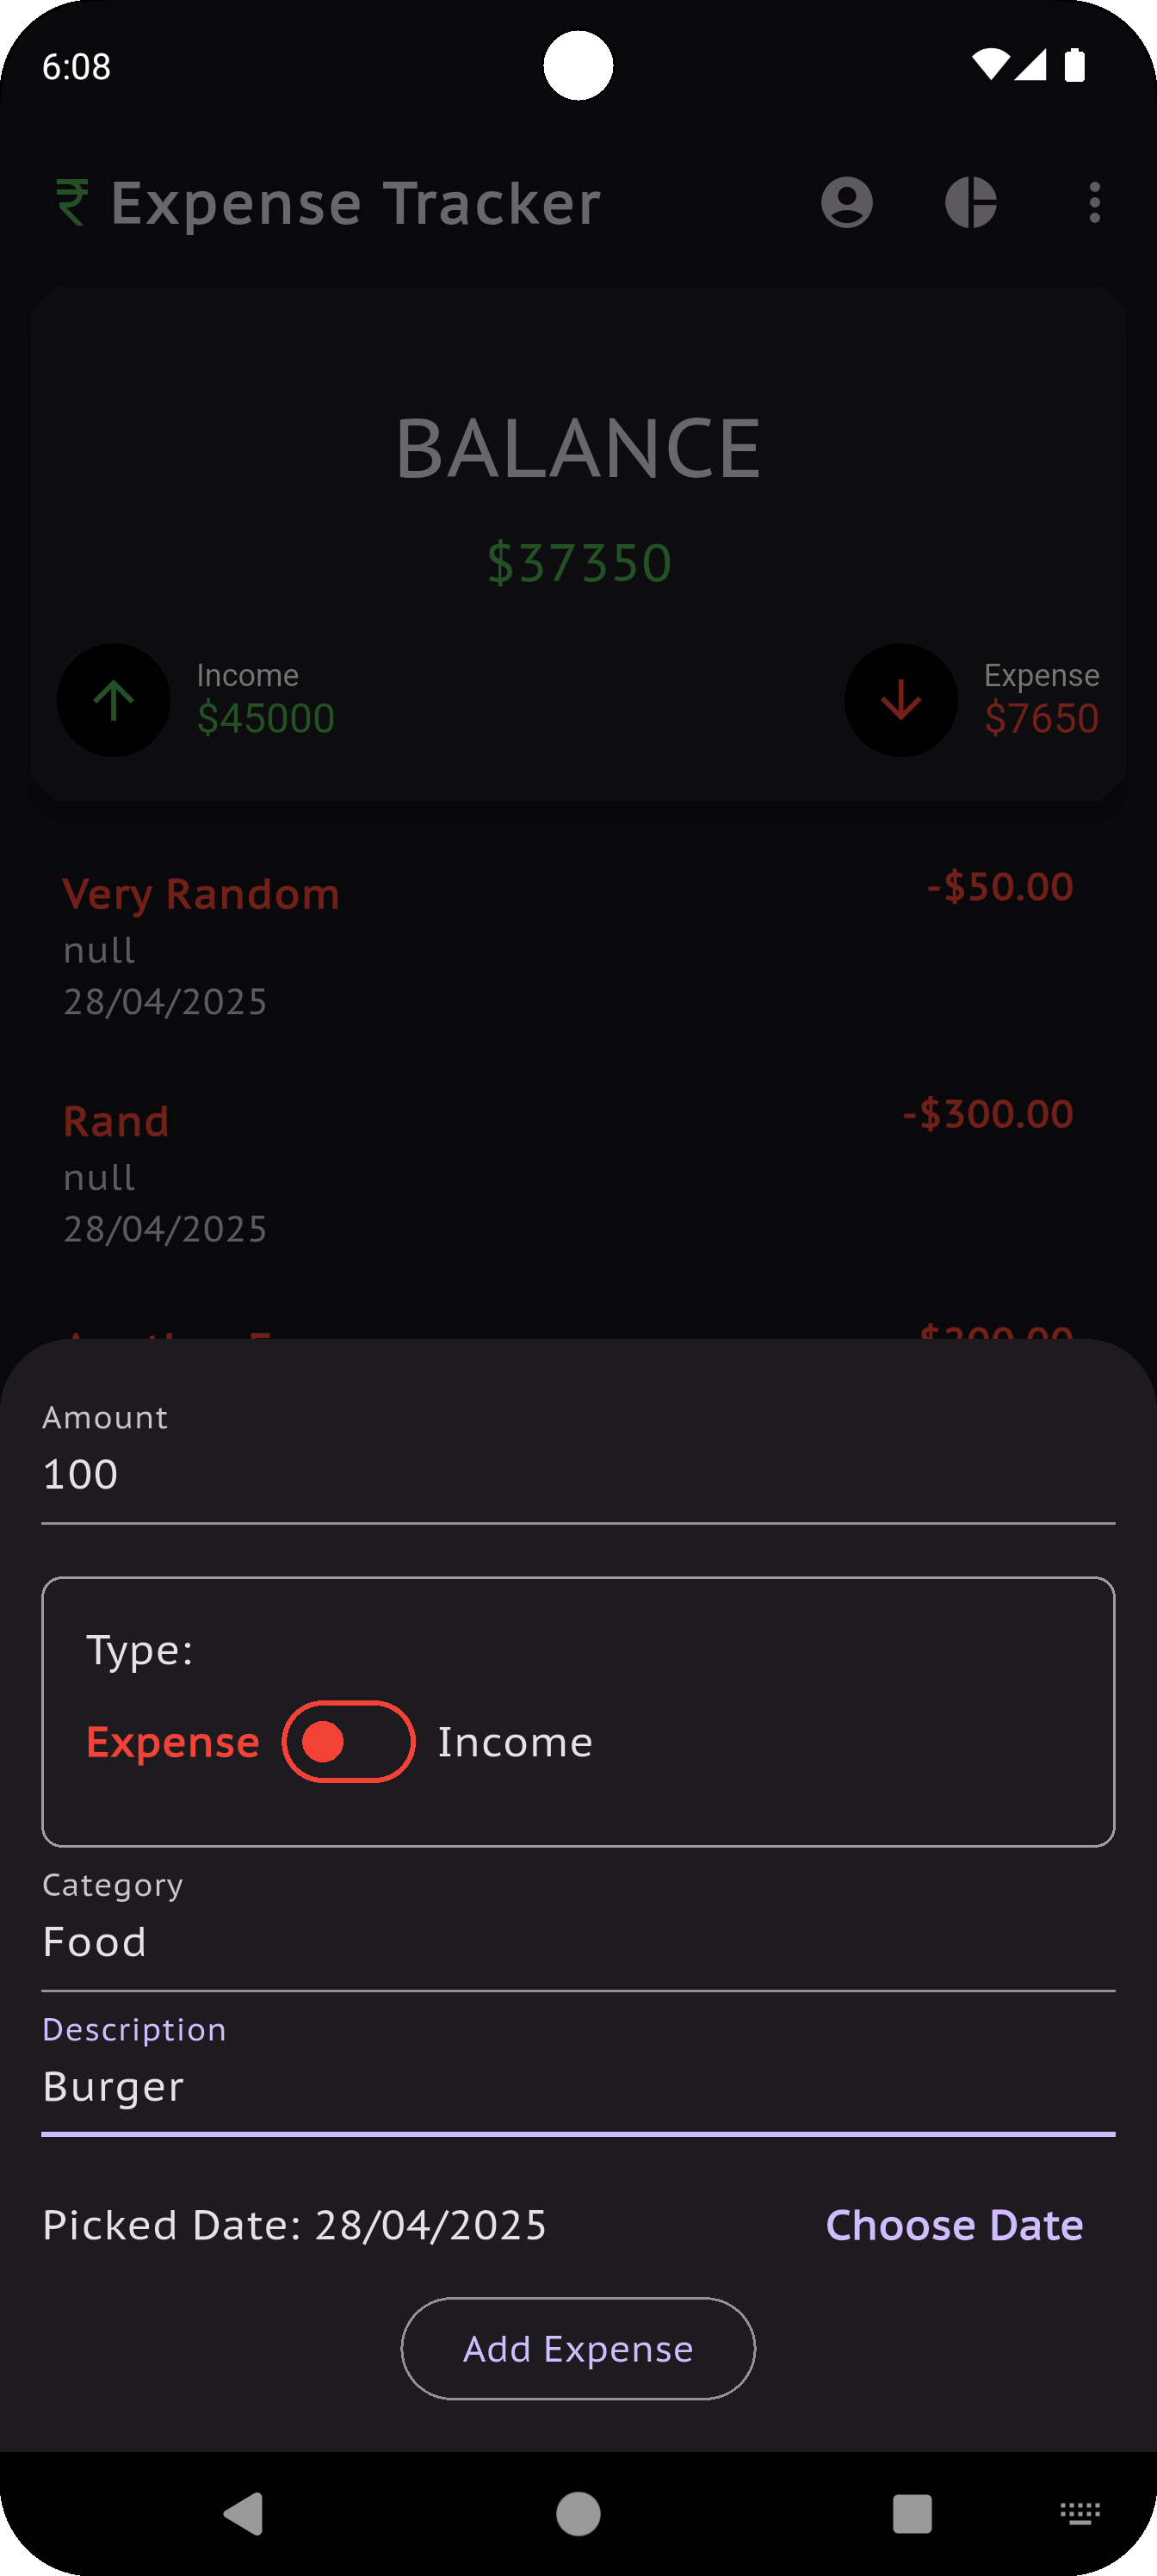 6:08
₹ Expense Tracker
BALANCE
$37350
Income
$45000
Expense
$7650
Very Random
-$50.00
null
28/04/2025
Rand
-$300.00
null
28/04/2025
Amount
100
Type:
Expense Income
Category
Food
Description
Burger
Picked Date: 28/04/2025 Choose Date
Add Expense